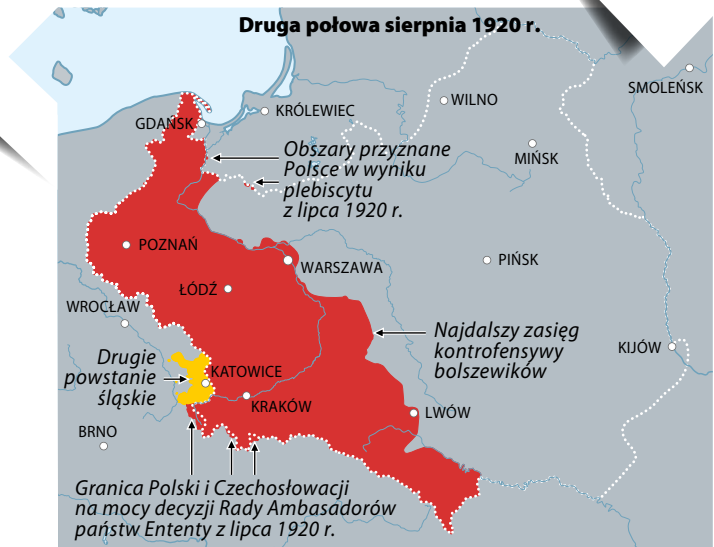 Druga połowa sierpnia 1920 r.
SMOLEŃSK
WILNO
KRÓLEWIEC
GDAŃSK
MIŃSK
Obszary przyznane
Polsce w wyniku
plebiscytu
z lipca 1920 r.
POZNAŃ
WARSZAWA
PIŃSK
ŁÓDŹ
WROCŁAW
Najdalszy zasięg
kontrofensywy
bolszewików
KIJÓW
Drugie
powstanie
śląskie
KATOWICE
KRAKÓW
LWÓW
BRNO
Granica Polski i Czechosłowacji
na mocy decyzji Rady Ambasadorów
państw Ententy z lipca 1920 r.